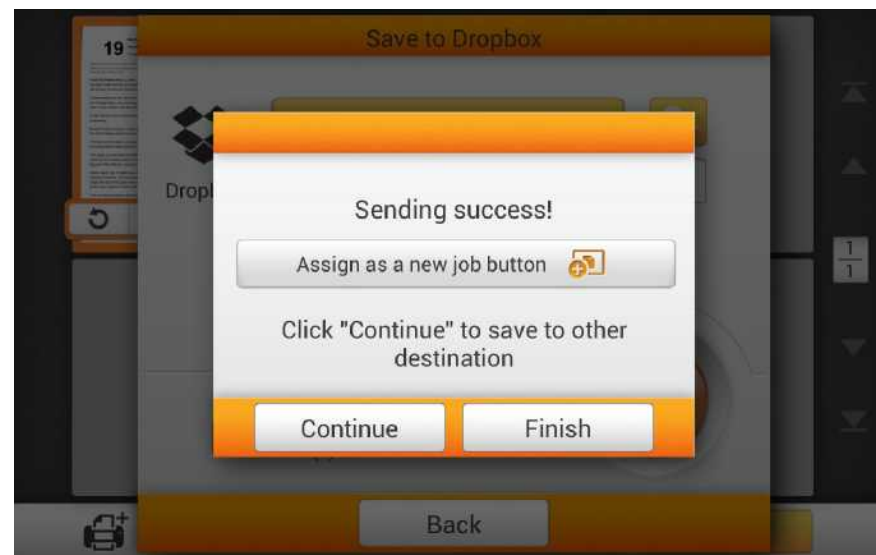 19
Save to Dropbox
Sending success!
Assign as a new job button
Click "Continue" to save to other
destination
Continue
Finish
Back
1
1